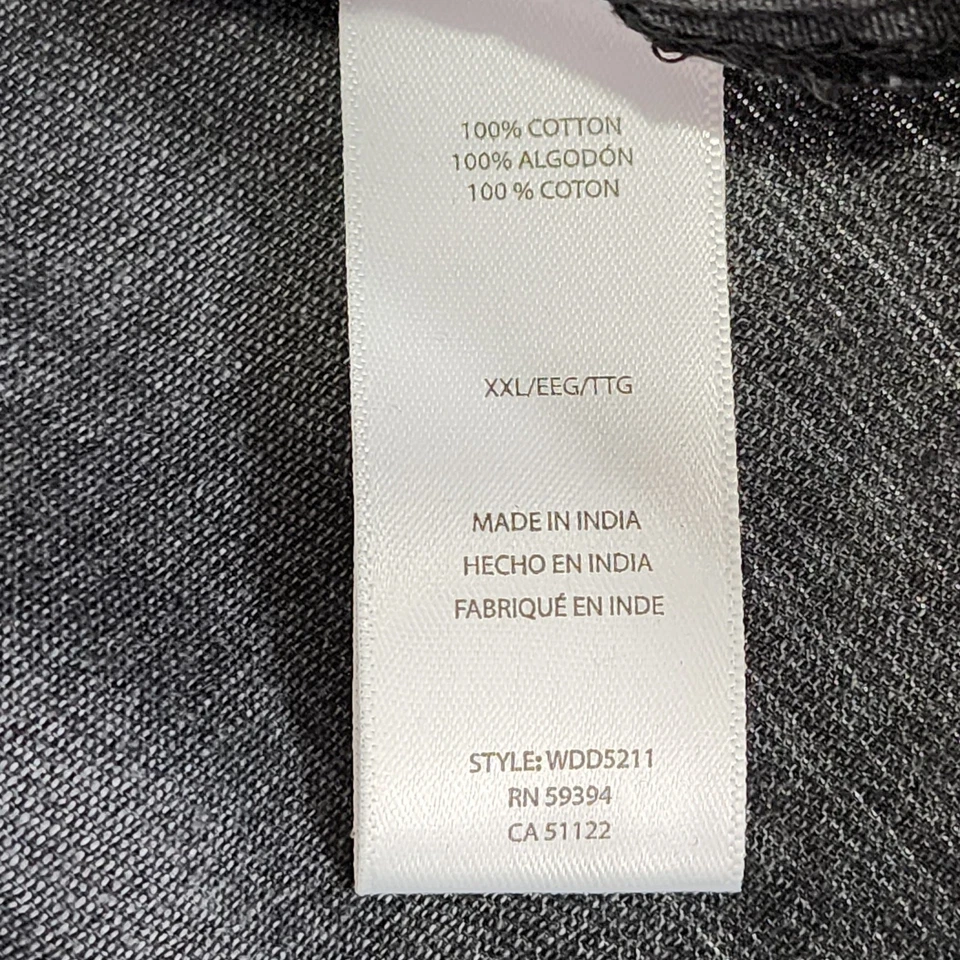 100% COTTON
100% ALGODÓN
100 % COTON
XXL/EEG/TTG
MADE IN INDIA
HECHO EN INDIA
FABRIQUÉ EN INDE
STYLE: WDD5211
RN 59394
CA 51122